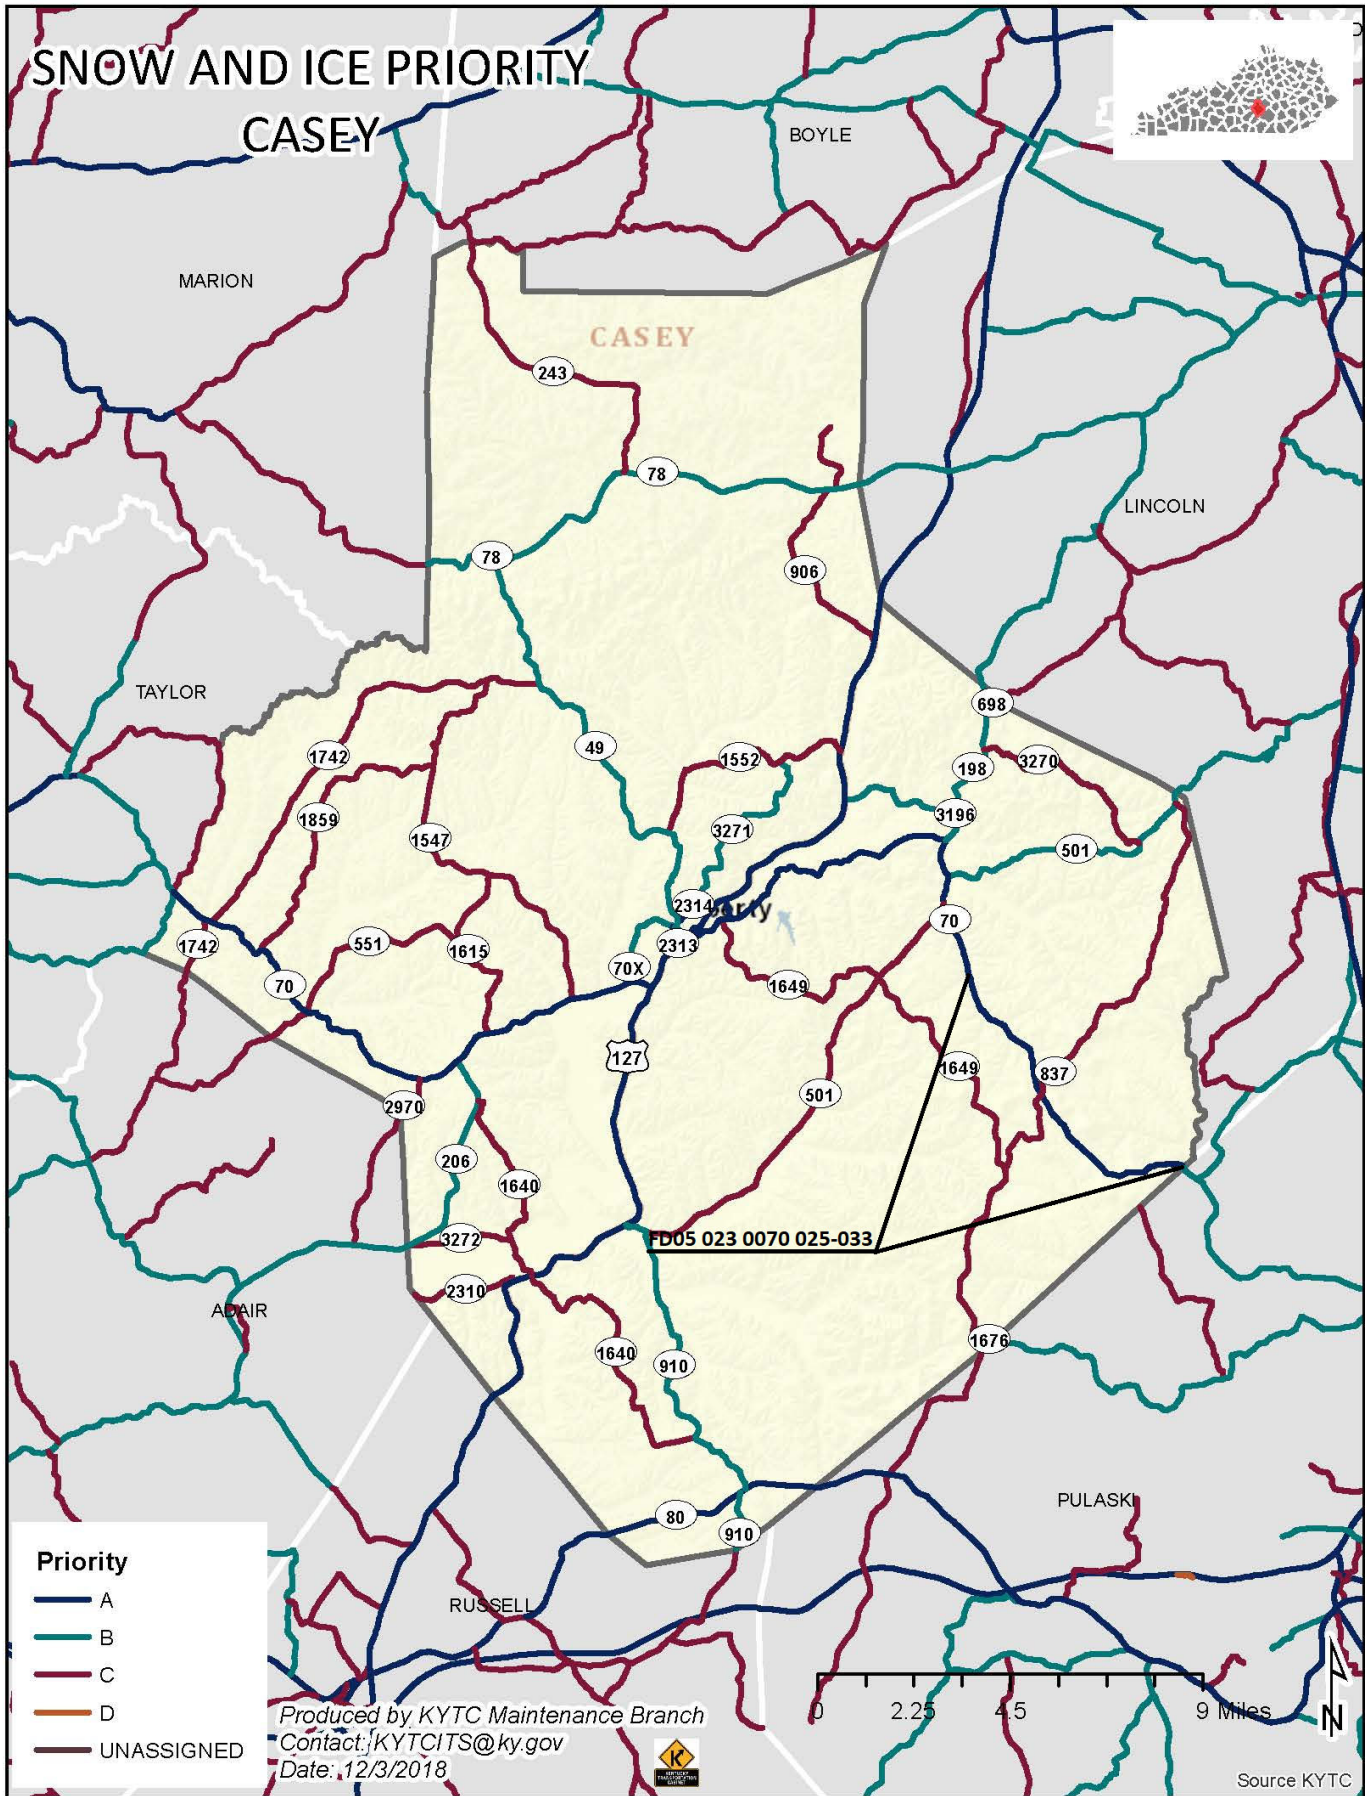 SNOW AND ICE PRIORITY
CASEY
BOYLE
MARION
CASEY
243
78
LINCOLN
78
906
TAYLOR
698
49
1742
1552
198
3270
1859
3196
3271
1547
501
2314
erty
70
1742
551
1615
2313
70X
70
1649
127
1649
837
501
2970
206
1640
3272
FD05 023 0070 025-033
2310
ADAIR
1640
910
1676
80
PULASKI
910
Priority
A
B
C
D
UNASSIGNED
RUSSELL
0 2.25 4.5 9 Miles
N
Produced by KYTC Maintenance Branch
Contact: KYTCITS@ky.gov
Date: 12/3/2018
KENTUCKY
TRANSPORTATION
CABINET
Source KYTC